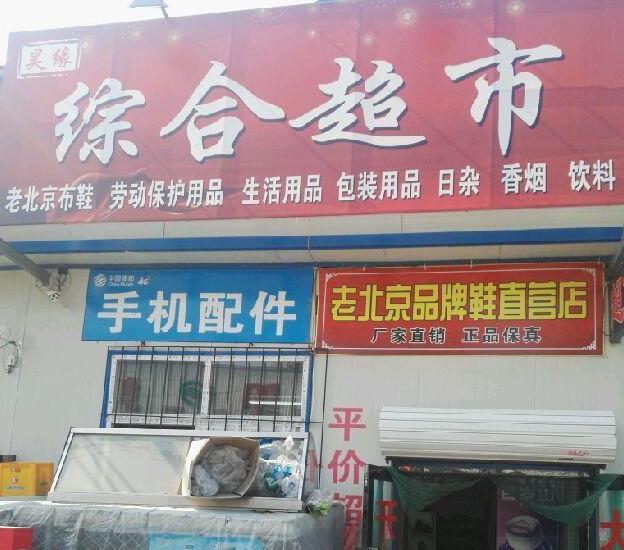 昊缘
综合超市
老北京布鞋 劳动保护用品 生活用品 包装用品 日杂 香烟 饮料
中国移动 4G
China Mobile
手机配件
老北京品牌鞋直营店
厂家直销 正品保真
平价超